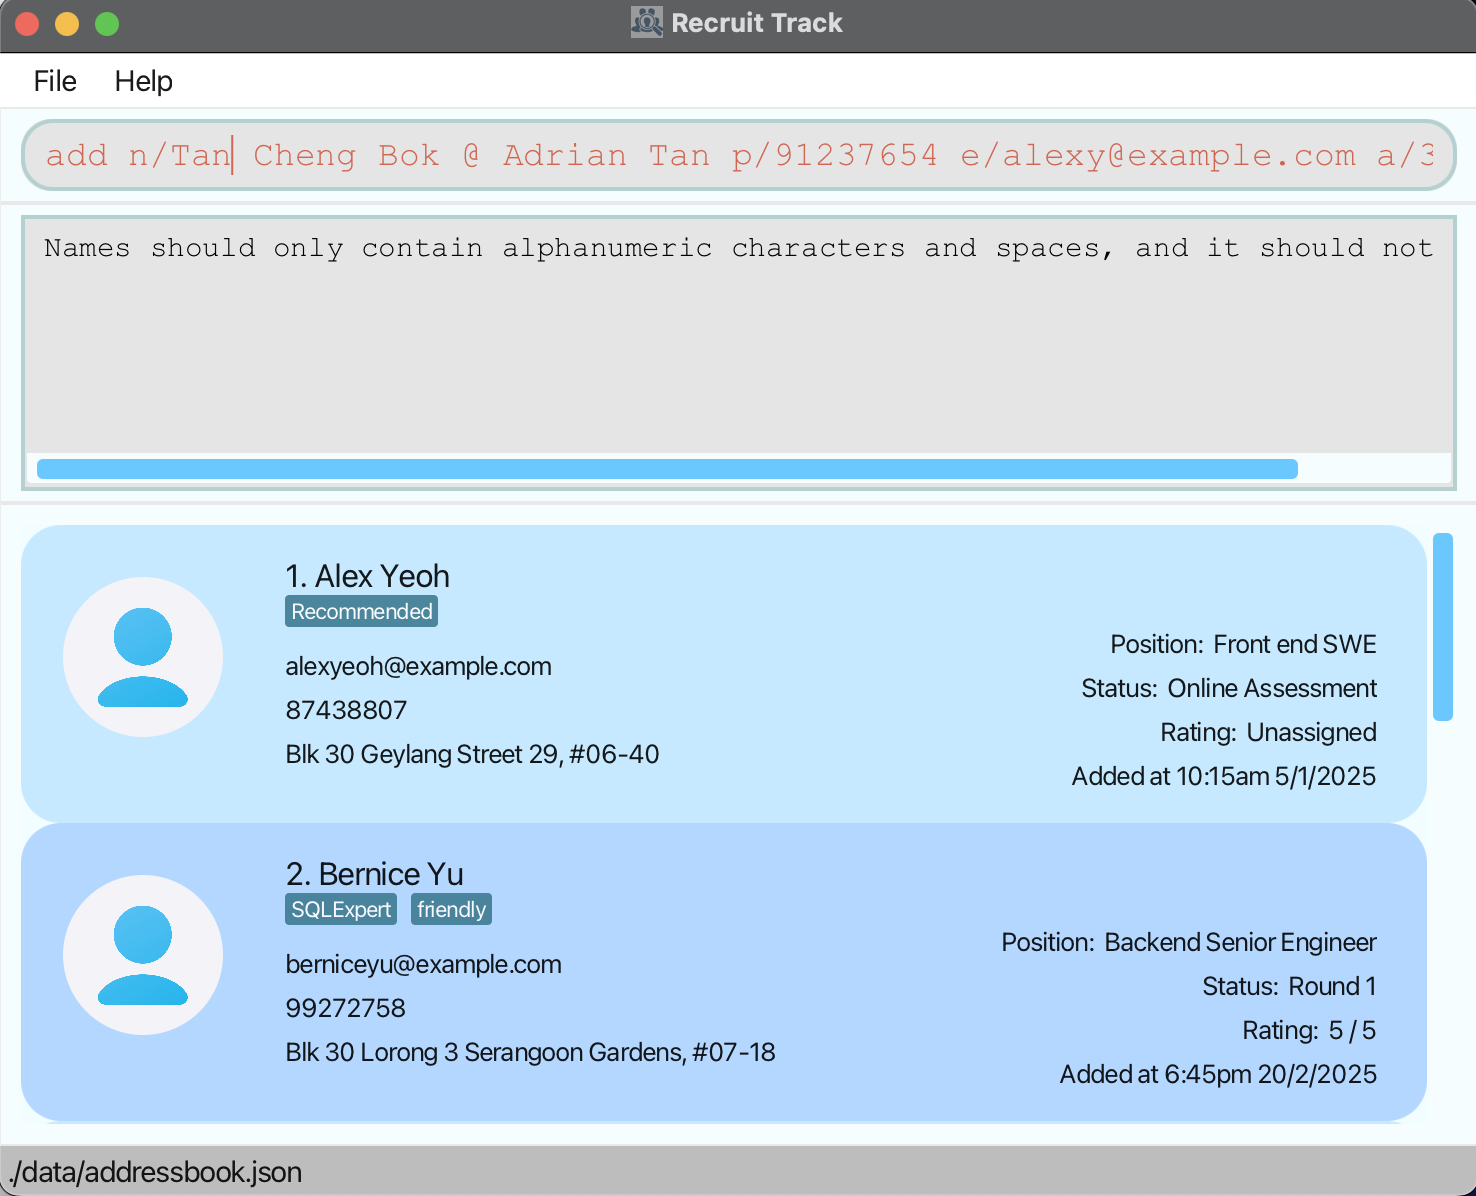 Recruit Track
File Help
add n/Tan Cheng Bok @ Adrian Tan p/91237654 e/alexy@example.com a/3
Names should only contain alphanumeric characters and spaces, and it should not
1. Alex Yeoh
Recommended
alexyeoh@example.com
87438807
Blk 30 Geylang Street 29, #06-40
Position: Front end SWE
Status: Online Assessment
Rating: Unassigned
Added at 10:15am 5/1/2025
2. Bernice Yu
SQLExpert friendly
berniceyu@example.com
99272758
Blk 30 Lorong 3 Serangoon Gardens, #07-18
Position: Backend Senior Engineer
Status: Round 1
Rating: 5 / 5
Added at 6:45pm 20/2/2025
./data/addressbook.json